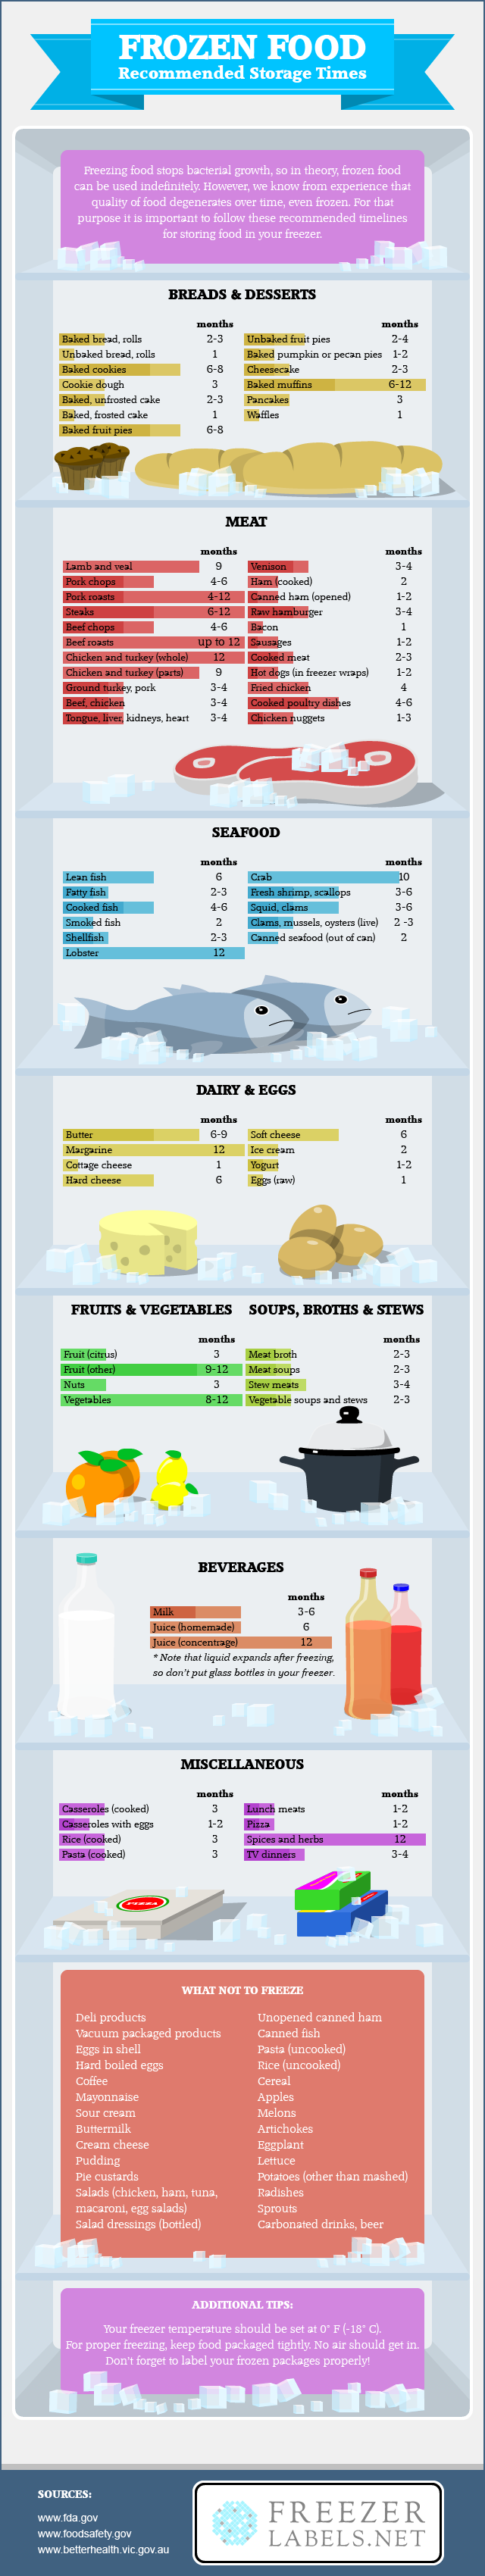 FROZEN FOOD
Recommended Storage Times
Freezing food stops bacterial growth, so in theory, frozen food
can be used indefinitely. However, we know from experience that
quality of food degenerates over time, even frozen. For that
purpose it is important to follow these recommended timelines
for storing food in your freezer.
BREADS & DESSERTS
months
Baked bread, rolls 2-3
Unbaked bread, rolls 1
Baked cookies 6-8
Cookie dough 3
Baked, unfrosted cake 2-3
Baked, frosted cake 1
Baked fruit pies 6-8
months
Unbaked fruit pies 2-4
Baked pumpkin or pecan pies 1-2
Cheesecake 2-3
Baked muffins 6-12
Pancakes 3
Waffles 1
MEAT
months
Lamb and veal 9
Pork chops 4-6
Pork roasts 4-12
Steaks 6-12
Beef chops 4-6
Beef roasts up to 12
Chicken and turkey (whole) 12
Chicken and turkey (parts) 9
Ground turkey, pork 3-4
Beef, chicken 3-4
Tongue, liver, kidneys, heart 3-4
months
Venison 3-4
Ham (cooked) 2
Canned ham (opened) 1-2
Raw hamburger 3-4
Bacon 1
Sausages 1-2
Cooked meat 2-3
Hot dogs (in freezer wraps) 1-2
Fried chicken 4
Cooked poultry dishes 4-6
Chicken nuggets 1-3
SEAFOOD
months
Lean fish 6
Fatty fish 2-3
Cooked fish 4-6
Smoked fish 2
Shellfish 2-3
Lobster 12
months
Crab 10
Fresh shrimp, scallops 3-6
Squid, clams 3-6
Clams, mussels, oysters (live) 2 -3
Canned seafood (out of can) 2
DAIRY & EGGS
months
Butter 6-9
Margarine 12
Cottage cheese 1
Hard cheese 6
months
Soft cheese 6
Ice cream 2
Yogurt 1-2
Eggs (raw) 1
FRUITS & VEGETABLES
months
Fruit (citrus) 3
Fruit (other) 9-12
Nuts 3
Vegetables 8-12
SOUPS, BROTHS & STEWS
months
Meat broth 2-3
Meat soups 2-3
Stew meats 3-4
Vegetable soups and stews 2-3
BEVERAGES
months
Milk 3-6
Juice (homemade) 6
Juice (concentrage) 12
* Note that liquid expands after freezing,
so don't put glass bottles in your freezer.
MISCELLANEOUS
months
Casseroles (cooked) 3
Casseroles with eggs 1-2
Rice (cooked) 3
Pasta (cooked) 3
months
Lunch meats 1-2
Pizza 1-2
Spices and herbs 12
TV dinners 3-4
PIZZA
WHAT NOT TO FREEZE
Deli products
Vacuum packaged products
Eggs in shell
Hard boiled eggs
Coffee
Mayonnaise
Sour cream
Buttermilk
Cream cheese
Pudding
Pie custards
Salads (chicken, ham, tuna,
macaroni, egg salads)
Salad dressings (bottled)
Unopened canned ham
Canned fish
Pasta (uncooked)
Rice (uncooked)
Cereal
Apples
Melons
Artichokes
Eggplant
Lettuce
Potatoes (other than mashed)
Radishes
Sprouts
Carbonated drinks, beer
ADDITIONAL TIPS:
Your freezer temperature should be set at 0° F (-18° C).
For proper freezing, keep food packaged tightly. No air should get in.
Don't forget to label your frozen packages properly!
SOURCES:
www.fda.gov
www.foodsafety.gov
www.betterhealth.vic.gov.au
FREEZER
LABELS.NET